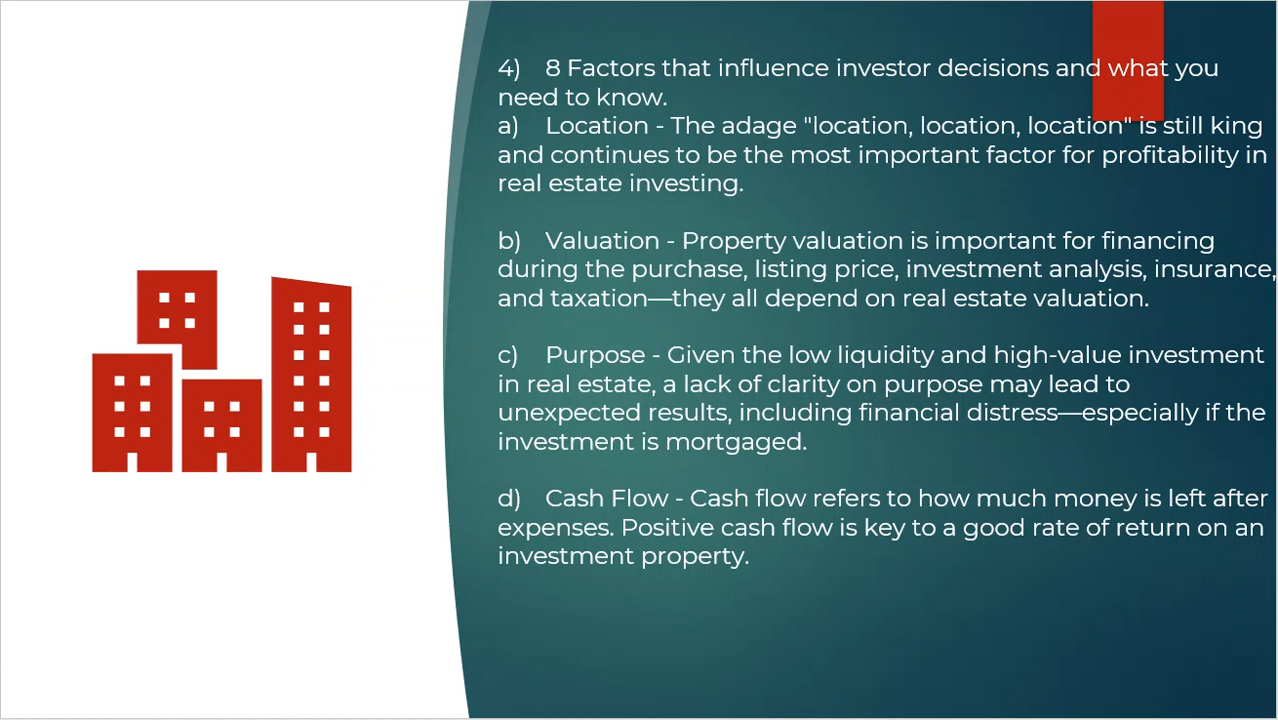 4) 8 Factors that influence investor decisions and what you
need to know.
a) Location - The adage "location, location, location" is still king
and continues to be the most important factor for profitability in
real estate investing.
b) Valuation - Property valuation is important for financing
during the purchase, listing price, investment analysis, insurance,
and taxation—they all depend on real estate valuation.
c) Purpose - Given the low liquidity and high-value investment
in real estate, a lack of clarity on purpose may lead to
unexpected results, including financial distress—especially if the
investment is mortgaged.
d) Cash Flow - Cash flow refers to how much money is left after
expenses. Positive cash flow is key to a good rate of return on an
investment property.